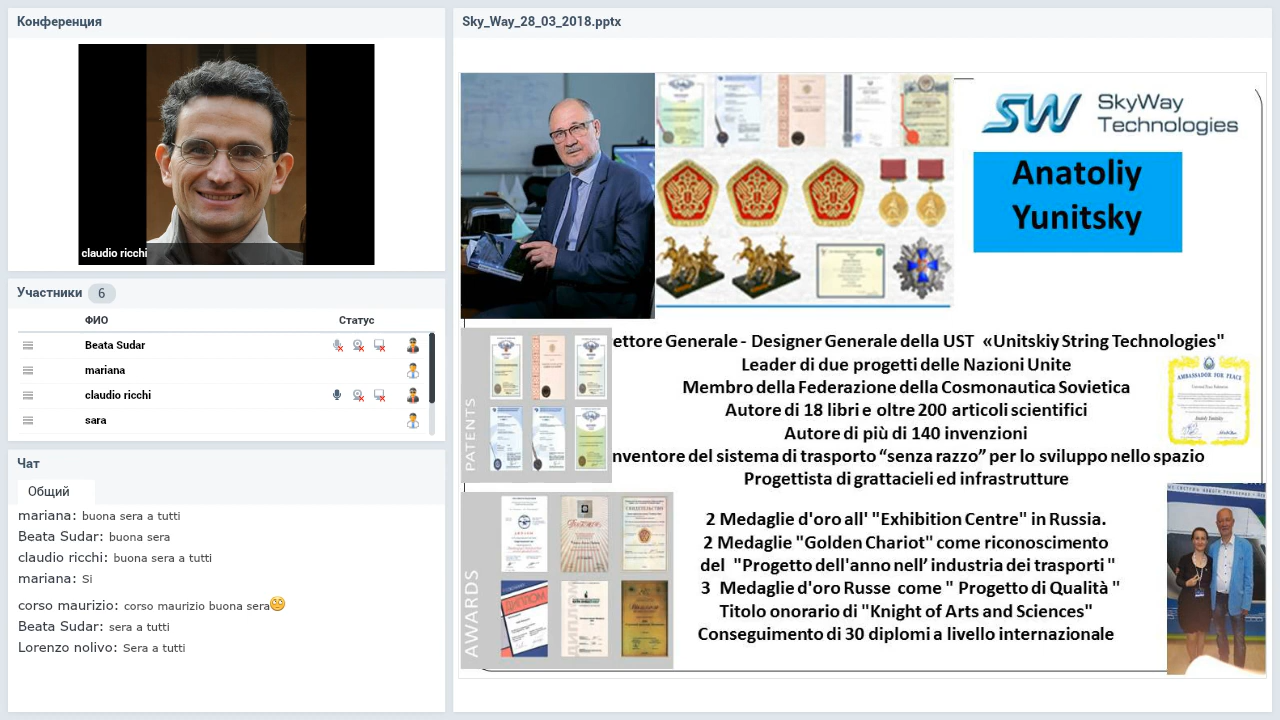 Конференция
claudio ricchi
Участники 6
ФИО Статус
Beata Sudar
mariana
claudio ricchi
sara
Чат
Общий
mariana: buona sera a tutti
Beata Sudar: buona sera
claudio ricchi: buona sera a tutti
mariana: Si
corso maurizio: corso maurizio buona sera
Beata Sudar: sera a tutti
Lorenzo nolivo: Sera a tutti
Sky_Way_28_03_2018.pptx
SW SkyWay
Technologies
Anatoliy
Yunitsky
ettore Generale - Designer Generale della UST «Unitskiy String Technologies"
Leader di due progetti delle Nazioni Unite
Membro della Federazione della Cosmonautica Sovietica
Autore di 18 libri e oltre 200 articoli scientifici
Autore di più di 140 invenzioni
nventore del sistema di trasporto “senza razzo” per lo sviluppo nello spazio
Progettista di grattacieli ed infrastrutture
PATENTS
AMBASSADOR FOR PEACE
2 Medaglie d'oro all' "Exhibition Centre" in Russia.
2 Medaglie "Golden Chariot" come riconoscimento
del "Progetto dell'anno nell’ industria dei trasporti "
3 Medaglie d'oro Russe come " Progetto di Qualità "
Titolo onorario di "Knight of Arts and Sciences"
Conseguimento di 30 diplomi a livello internazionale
AWARDS
ДИПЛОМ
СВИДЕТЕЛЬСТВО